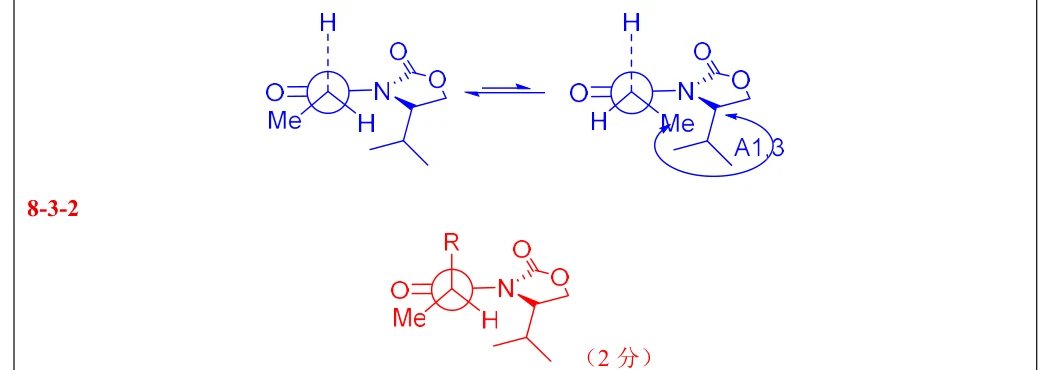 H H
O O
O= N O O= N O
Me H H Me
A1,3
8-3-2
R
O
O= N O
Me H
（2 分）